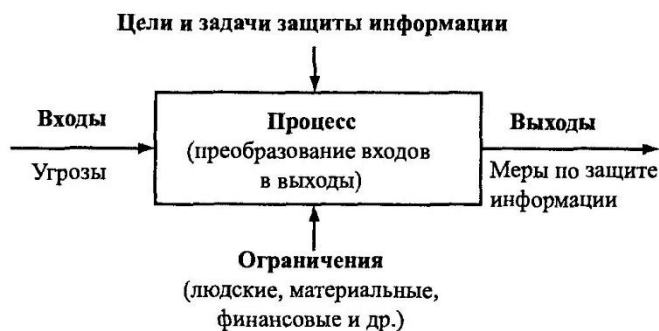 Цели и задачи защиты информации
Входы
Угрозы
Процесс
(преобразование входов
в выходы)
Выходы
Меры по защите
информации
Ограничения
(людские, материальные,
финансовые и др.)